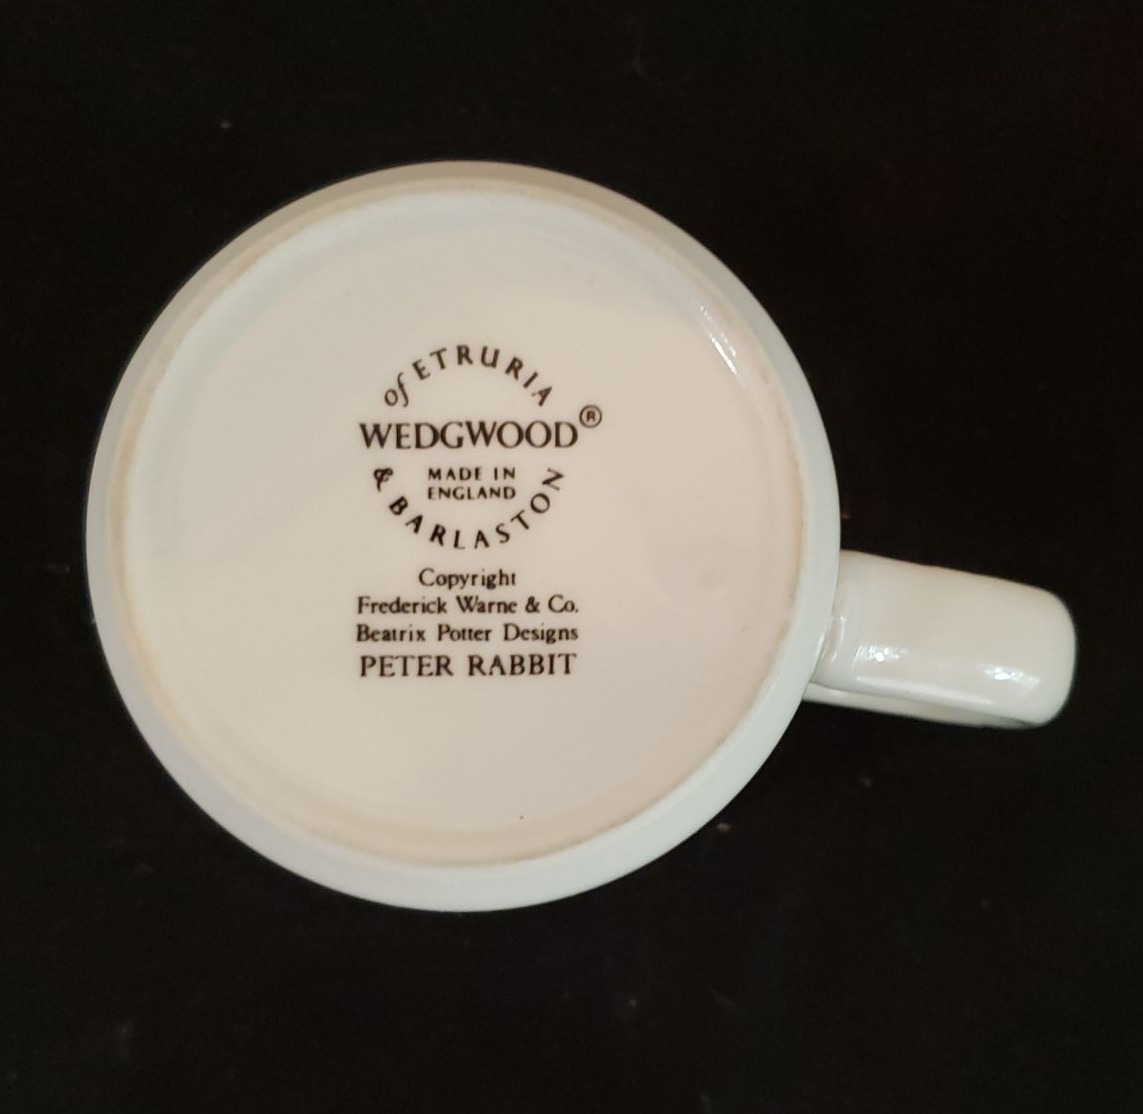 of ETRURIA
WEDGWOOD®
MADE IN
ENGLAND
& BARLASTON
Copyright
Frederick Warne & Co.
Beatrix Potter Designs
PETER RABBIT